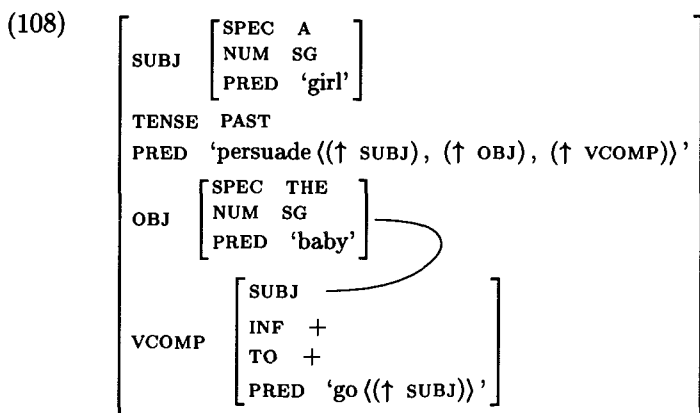 (108)
SUBJ [SPEC A
NUM SG
PRED ‘girl’]
TENSE PAST
PRED ‘persuade⟨(↑ SUBJ), (↑ OBJ), (↑ VCOMP)⟩’
OBJ [SPEC THE
NUM SG
PRED ‘baby’]
VCOMP [SUBJ
INF +
TO +
PRED ‘go⟨(↑ SUBJ)⟩’]